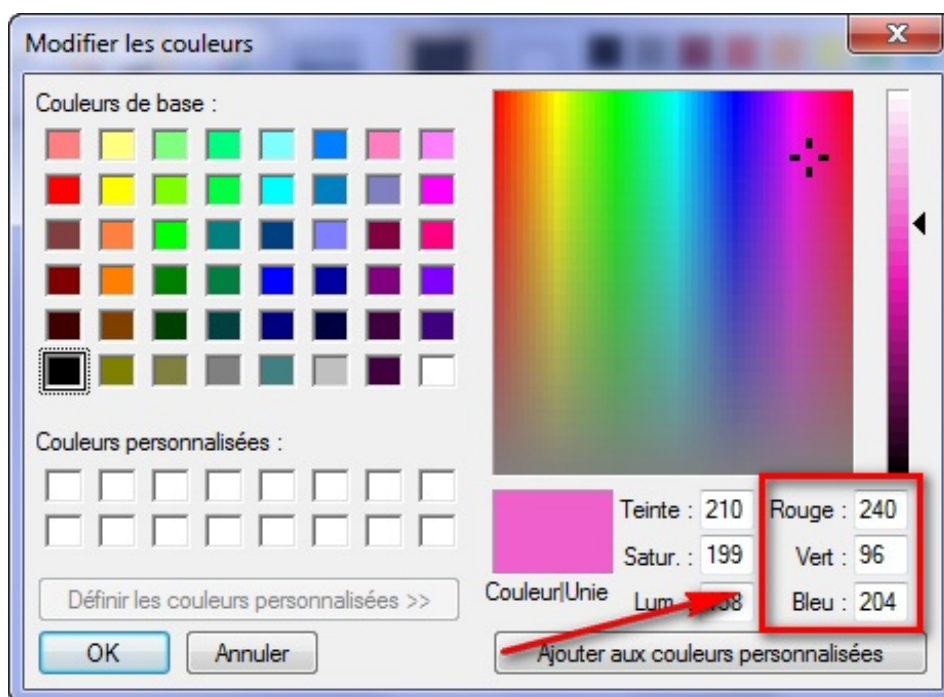 Modifier les couleurs
x
Couleurs de base :
Couleurs personnalisées :
Teinte : 210 Rouge : 240
Satur. : 199 Vert : 96
Couleur|Unie Lum. Bleu : 204
Définir les couleurs personnalisées >>
OK Annuler Ajouter aux couleurs personnalisées